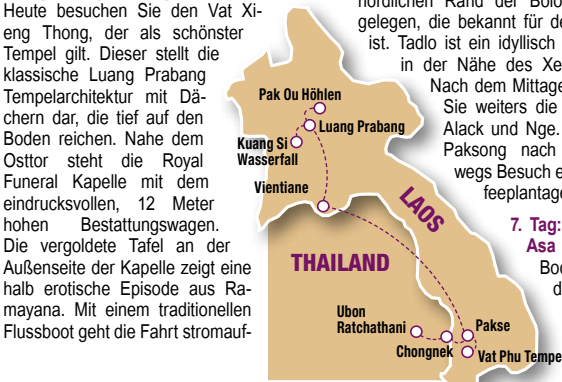 Heute besuchen Sie den Vat Xi-
eng Thong, der als schönster
Tempel gilt. Dieser stellt die
klassische Luang Prabang
Tempelarchitektur mit Dä-
chern dar, die tief auf den
Boden reichen. Nahe dem
Osttor steht die Royal
Funeral Kapelle mit dem
eindrucksvollen, 12 Meter
hohen Bestattungswagen.
Die vergoldete Tafel an der
Außenseite der Kapelle zeigt eine
halb erotische Episode aus Ra-
mayana. Mit einem traditionellen
Flussboot geht die Fahrt stromauf-
Pak Ou Höhlen
Luang Prabang
Kuang Si
Wasserfall
Vientiane
LAOS
THAILAND
Ubon
Ratchathani
Pakse
Chongnek
Vat Phu Tempe
nördlichen Rand der
gelegen, die bekannt für
ist. Tadlo ist ein idyllisch
in der Nähe des
Nach dem
Sie weiters die
Alack und Nge.
Paksong nach
wegs Besuch
feeplantage
7. Tag:
Asa